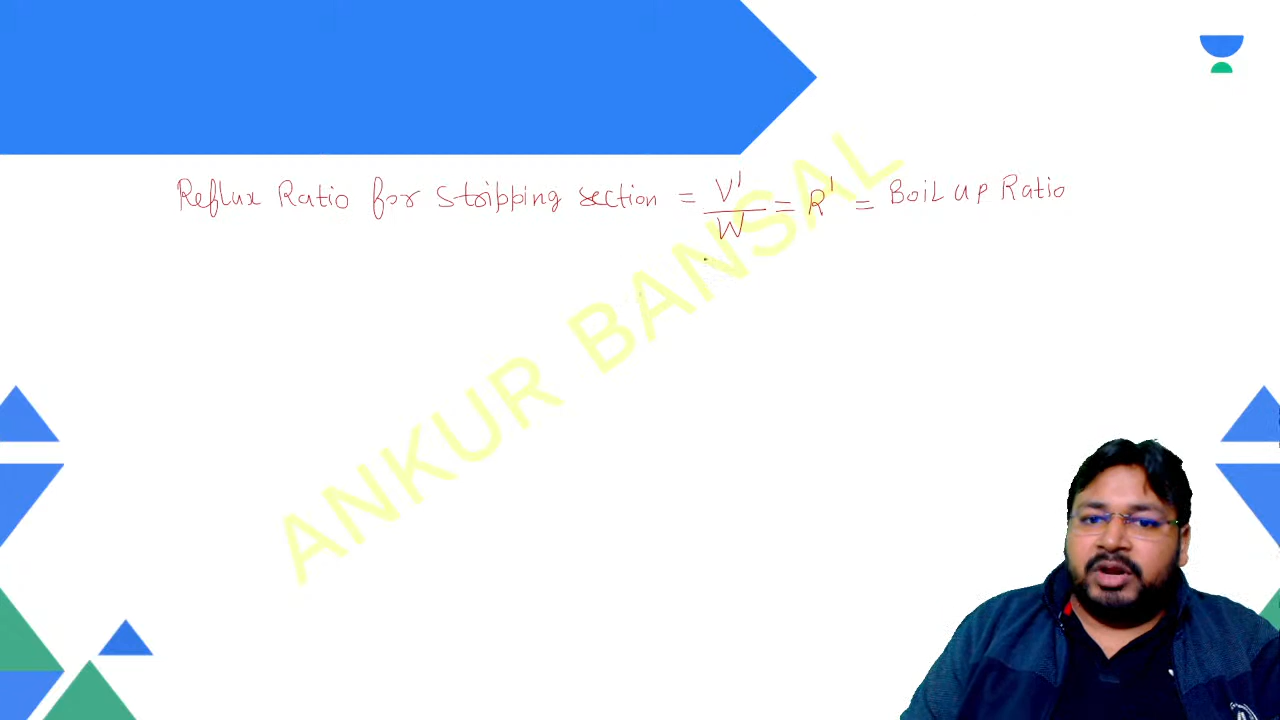 Reflux Ratio for stripping section = V'/W = R' = Boil up Ratio
ANKUR BANSAL